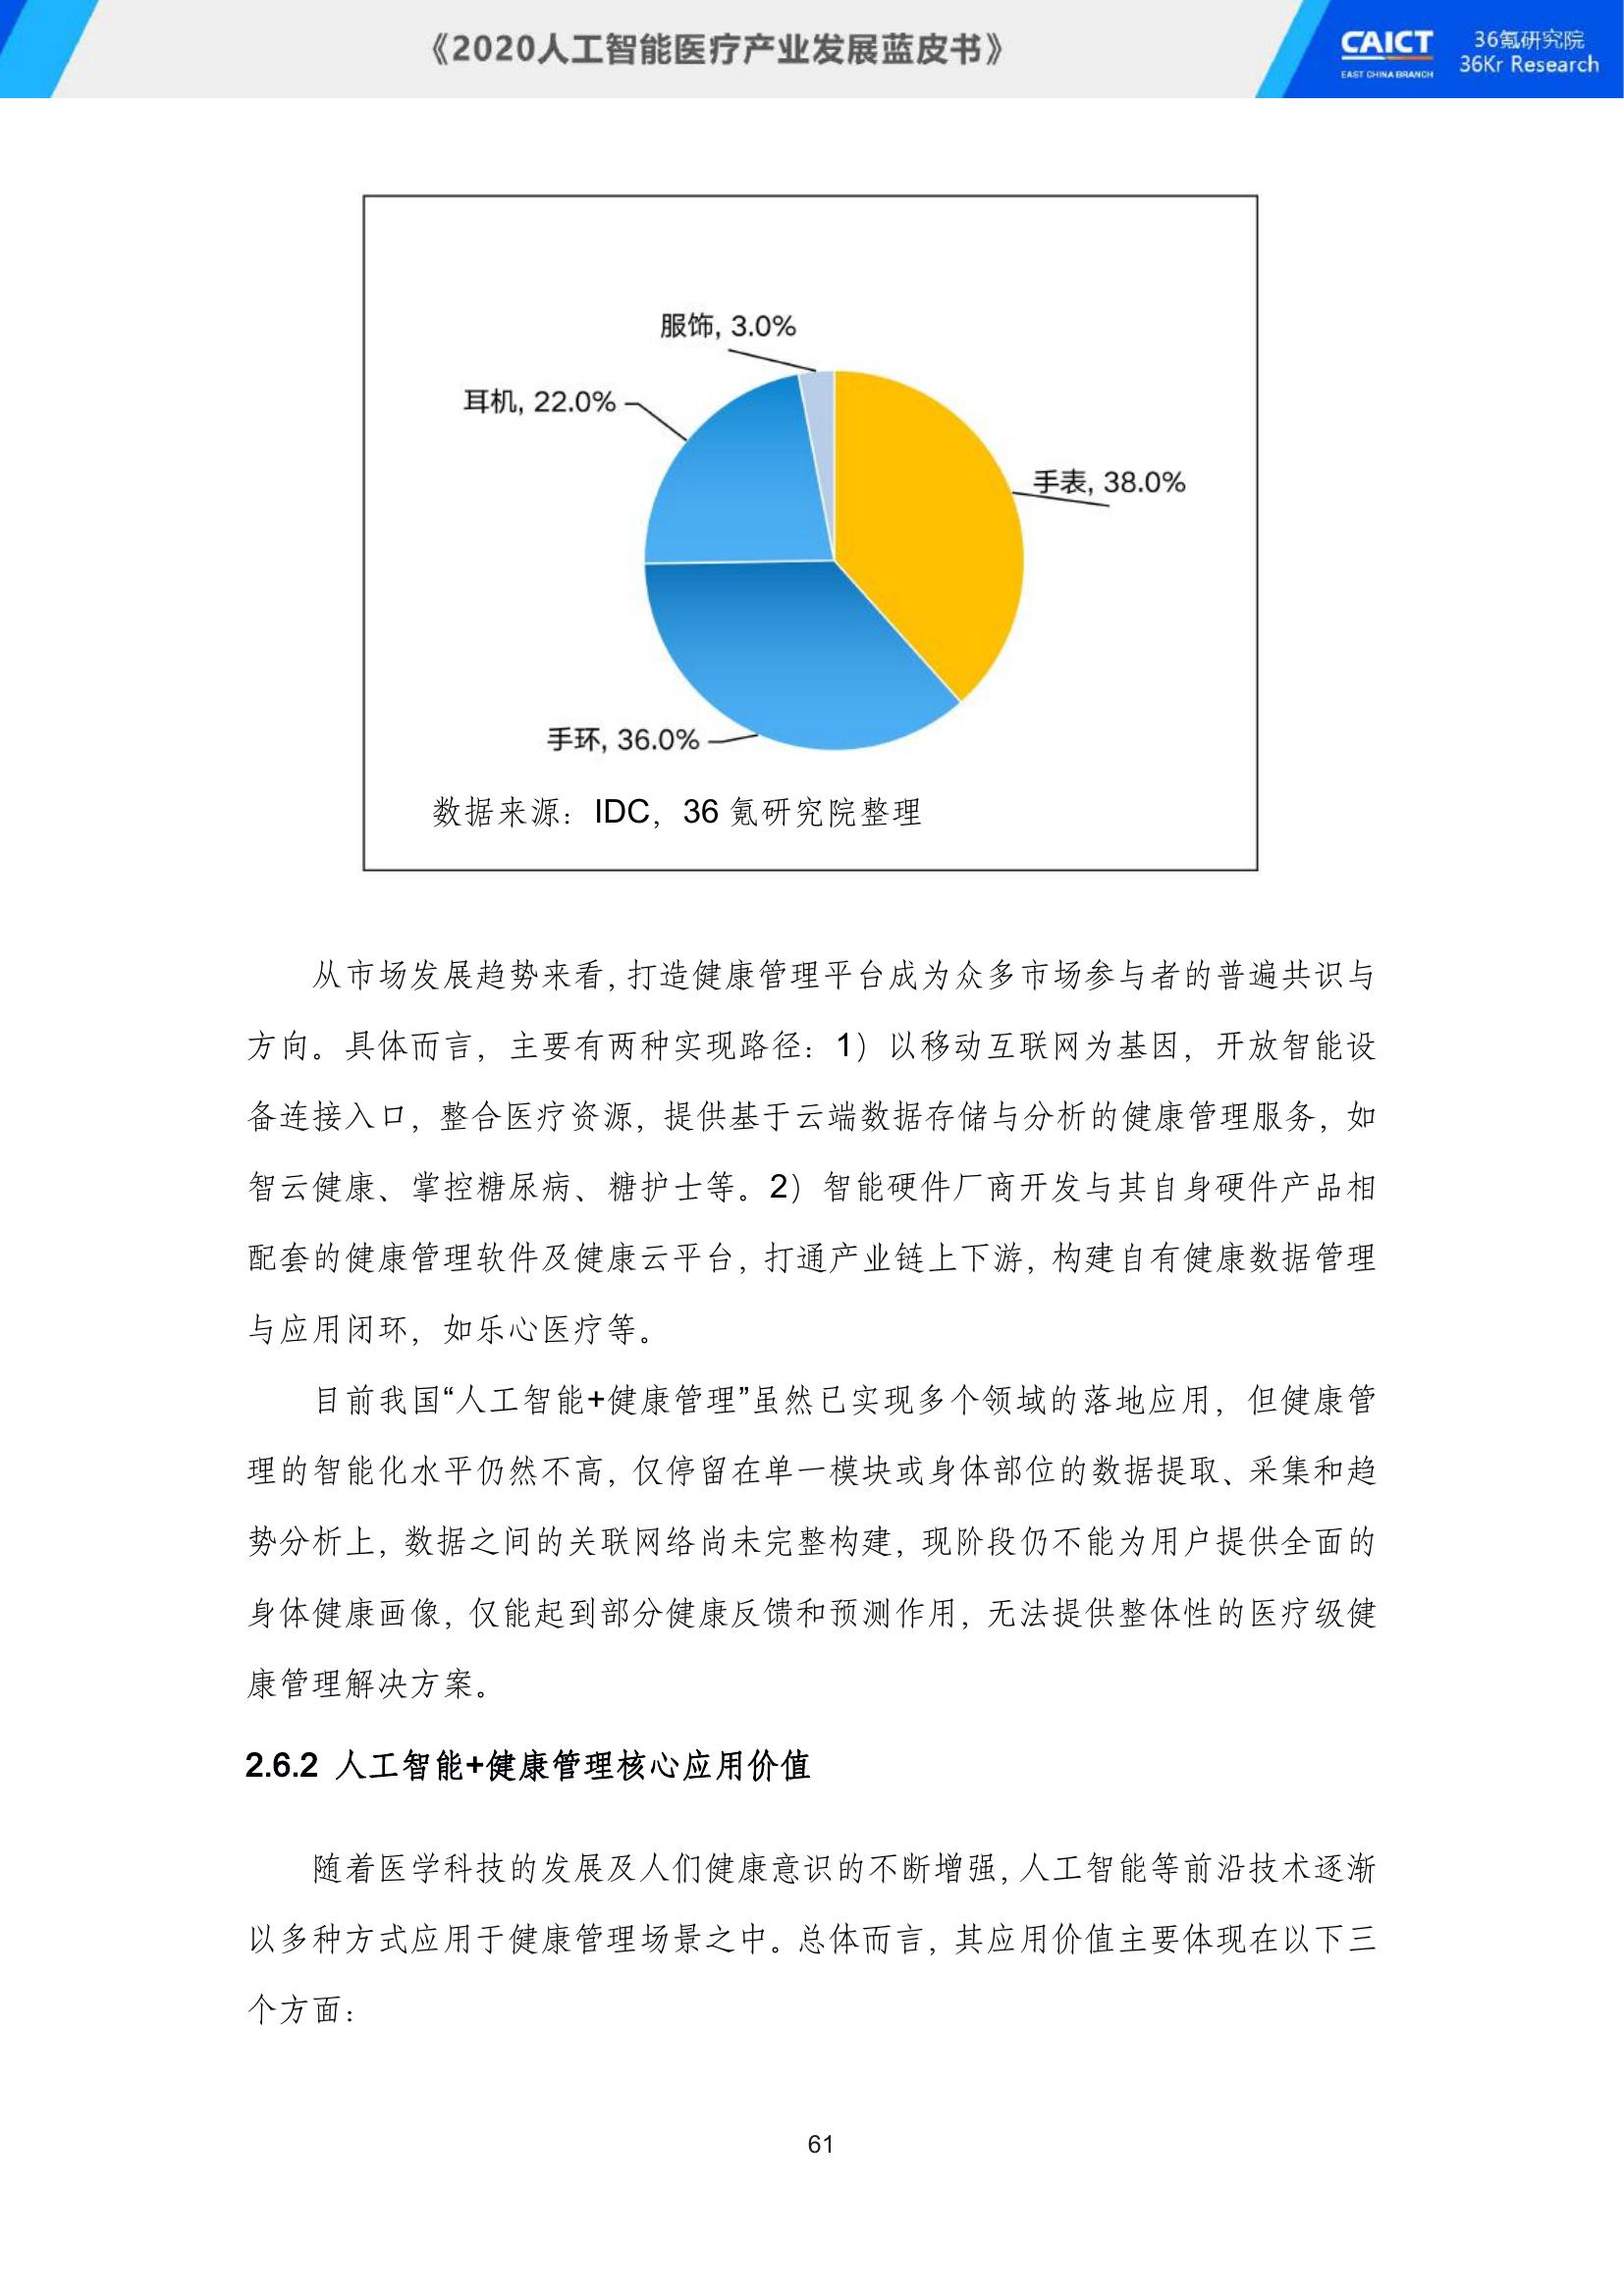 《2020人工智能医疗产业发展蓝皮书》
CAICT
EAST CHINA BRANCH
36氪研究院
36Kr Research
服饰, 3.0%
耳机, 22.0%
手表, 38.0%
手环, 36.0%
数据来源：IDC，36 氪研究院整理
从市场发展趋势来看，打造健康管理平台成为众多市场参与者的普遍共识与
方向。具体而言，主要有两种实现路径：1）以移动互联网为基因，开放智能设
备连接入口，整合医疗资源，提供基于云端数据存储与分析的健康管理服务，如
智云健康、掌控糖尿病、糖护士等。2）智能硬件厂商开发与其自身硬件产品相
配套的健康管理软件及健康云平台，打通产业链上下游，构建自有健康数据管理
与应用闭环，如乐心医疗等。
目前我国“人工智能+健康管理”虽然已实现多个领域的落地应用，但健康管
理的智能化水平仍然不高，仅停留在单一模块或身体部位的数据提取、采集和趋
势分析上，数据之间的关联网络尚未完整构建，现阶段仍不能为用户提供全面的
身体健康画像，仅能起到部分健康反馈和预测作用，无法提供整体性的医疗级健
康管理解决方案。
2.6.2 人工智能+健康管理核心应用价值
随着医学科技的发展及人们健康意识的不断增强，人工智能等前沿技术逐渐
以多种方式应用于健康管理场景之中。总体而言，其应用价值主要体现在以下三
个方面：
61